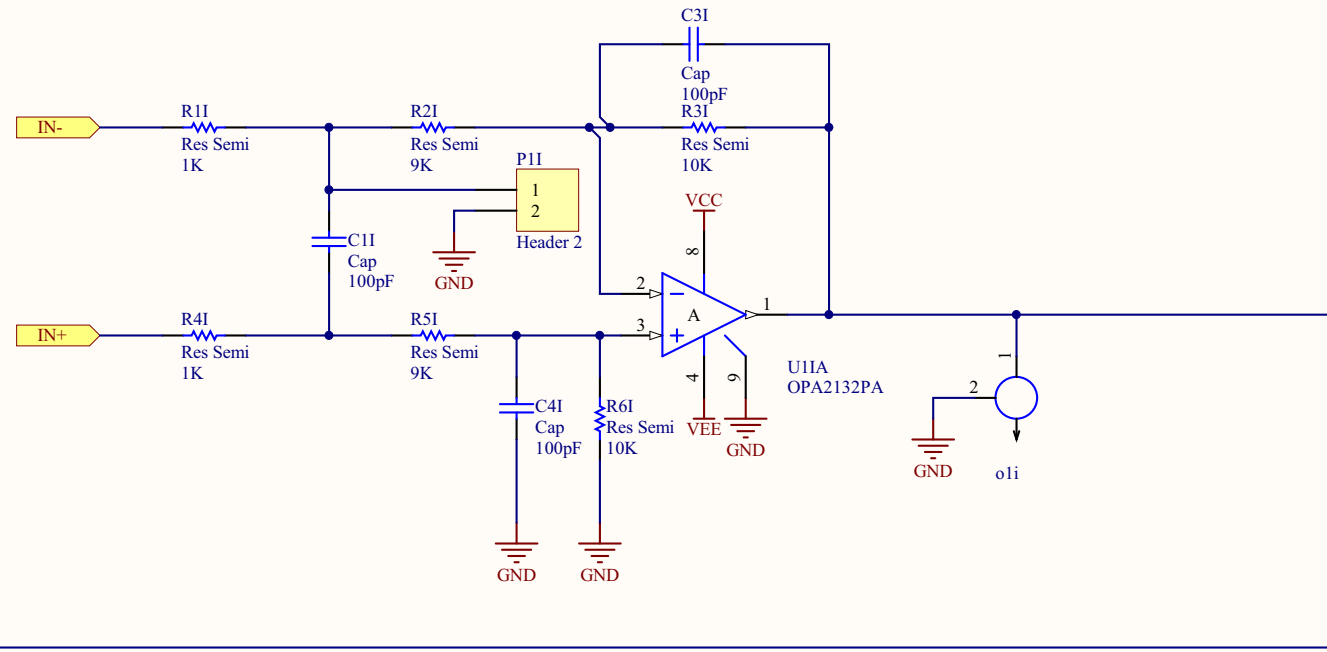 C3I
Cap
100pF
IN-
R1I
Res Semi
1K
R2I
Res Semi
9K
R3I
Res Semi
10K
P1I
1
2
Header 2
GND
C1I
Cap
100pF
VCC
8
2
3
A
1
4
9
VEE
GND
U1IA
OPA2132PA
IN+
R4I
Res Semi
1K
R5I
Res Semi
9K
C4I
Cap
100pF
R6I
Res Semi
10K
GND
GND
1
2
GND
o1i